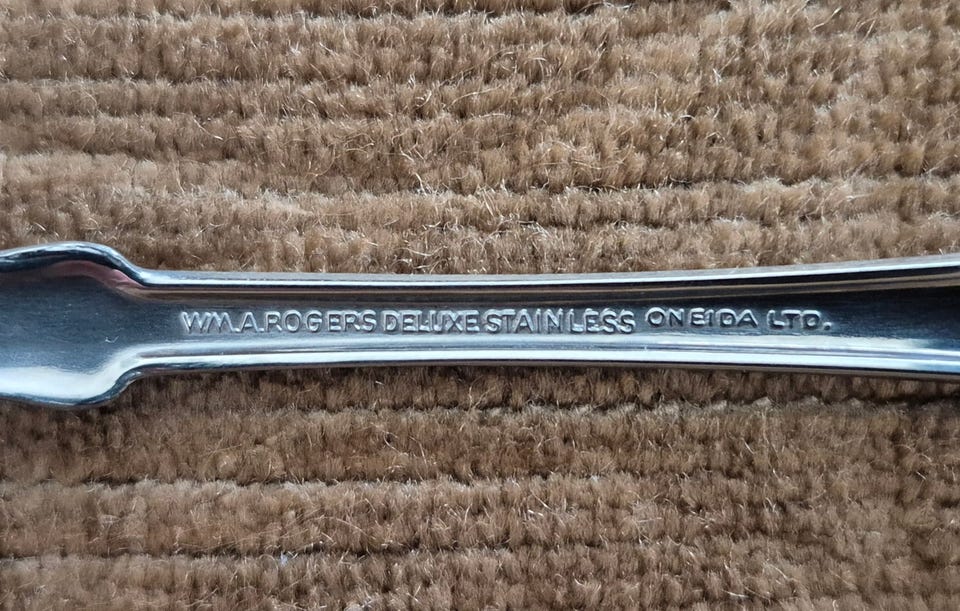 WM.A.ROGERS DELUXE STAINLESS ONEIDA LTD.